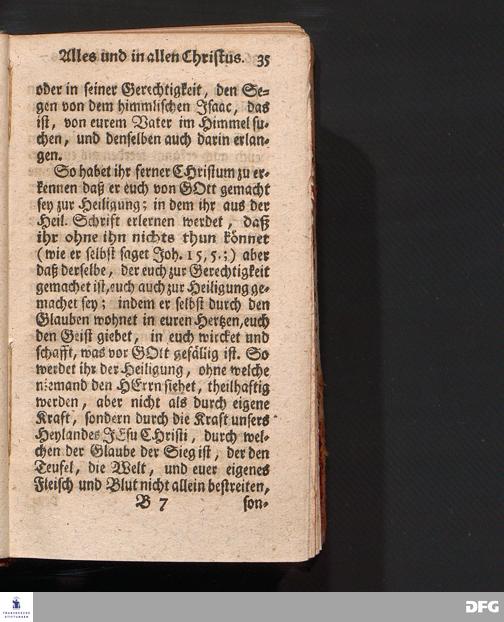 Alles und in allen Christus. 35
oder in seiner Gerechtigkeit, den Se-
gen von dem himmlischen Isaac, das
ist, von eurem Vater im Himmel su-
chen, und denselben auch darin erlan-
gen.
So habet ihr ferner CHristum zu er-
kennen daß er euch von GOtt gemacht
sey zur Heiligung; in dem ihr aus der
Heil. Schrift erlernen werdet, daß
ihr ohne ihn nichts thun könnet
(wie er selbst saget Joh. 15, 5.;) aber
daß derselbe, der euch zur Gerechtigkeit
gemachet ist, euch auch zur Heiligung ge-
machet sey; indem er selbst durch den
Glauben wohnet in euren Hertzen, euch
den Geist giebet, in euch wircket und
schafft, was vor GOtt gefällig ist. So
werdet ihr der Heiligung, ohne welche
niemand den HErrn siehet, theilhaftig
werden, aber nicht als durch eigene
Kraft, sondern durch die Kraft unsers
Heylandes JEsu CHristi, durch wel-
chen der Glaube der Sieg ist, der den
Teufel, die Welt, und euer eigenes
Fleisch und Blut nicht allein bestreiten,
B 7 son-
FRANCKESCHE
STIFTUNGEN
DFG